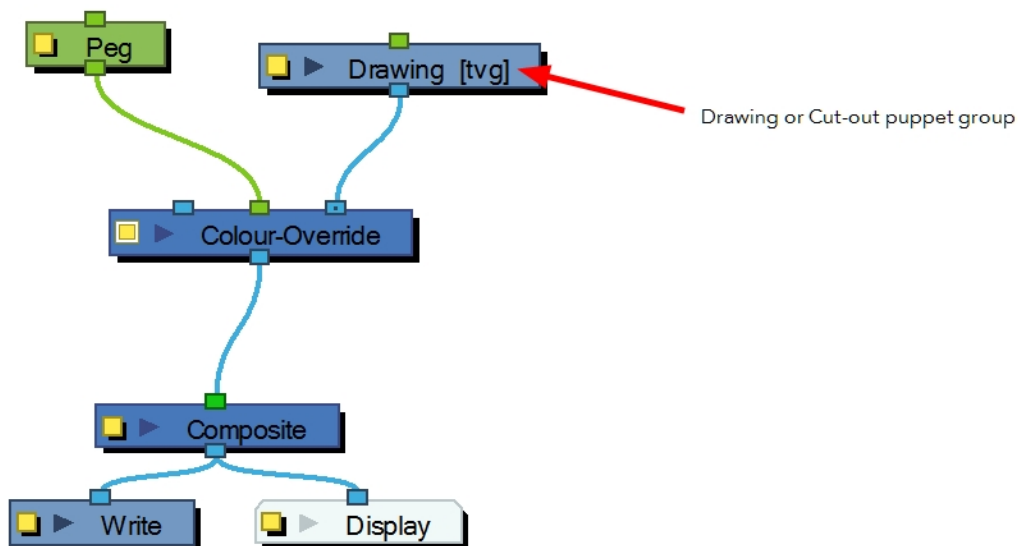 Peg
Drawing [tvg]
Drawing or Cut-out puppet group
Colour-Override
Composite
Write
Display